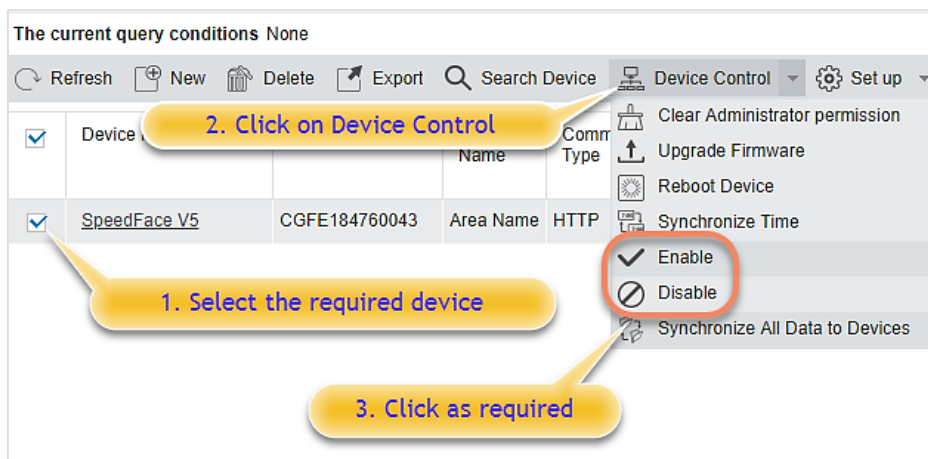 The current query conditions None
Refresh New Delete Export Search Device Device Control Set up
2. Click on Device Control
Clear Administrator permission
Device
Name
Comm
Type
Upgrade Firmware
Reboot Device
SpeedFace V5 CGFE184760043 Area Name HTTP
Synchronize Time
Enable
1. Select the required device
Disable
Synchronize All Data to Devices
3. Click as required